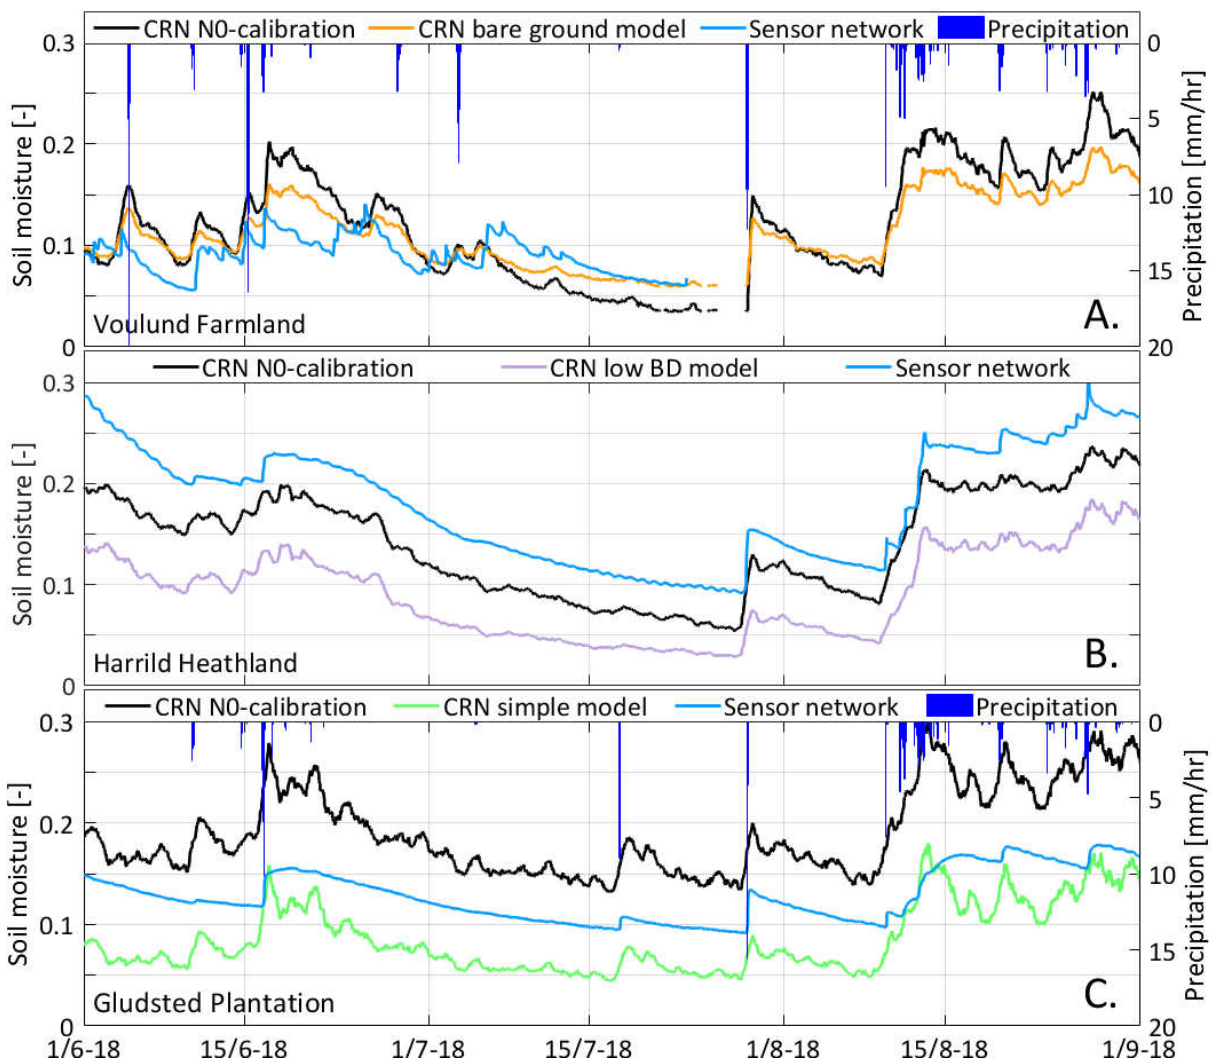 CRN N0-calibration CRN bare ground model Sensor network Precipitation
0.3 0
0.2 5
0.1 10
0 15
20
Soil moisture [-]
Precipitation [mm/hr]
Voulund Farmland
A.
CRN N0-calibration CRN low BD model Sensor network
0.3
0.2
0.1
0
Soil moisture [-]
Harrild Heathland
B.
CRN N0-calibration CRN simple model Sensor network Precipitation
0.3 0
0.2 5
0.1 10
0 15
20
Soil moisture [-]
Precipitation [mm/hr]
Gludsted Plantation
C.
1/6-18 15/6-18 1/7-18 15/7-18 1/8-18 15/8-18 1/9-18